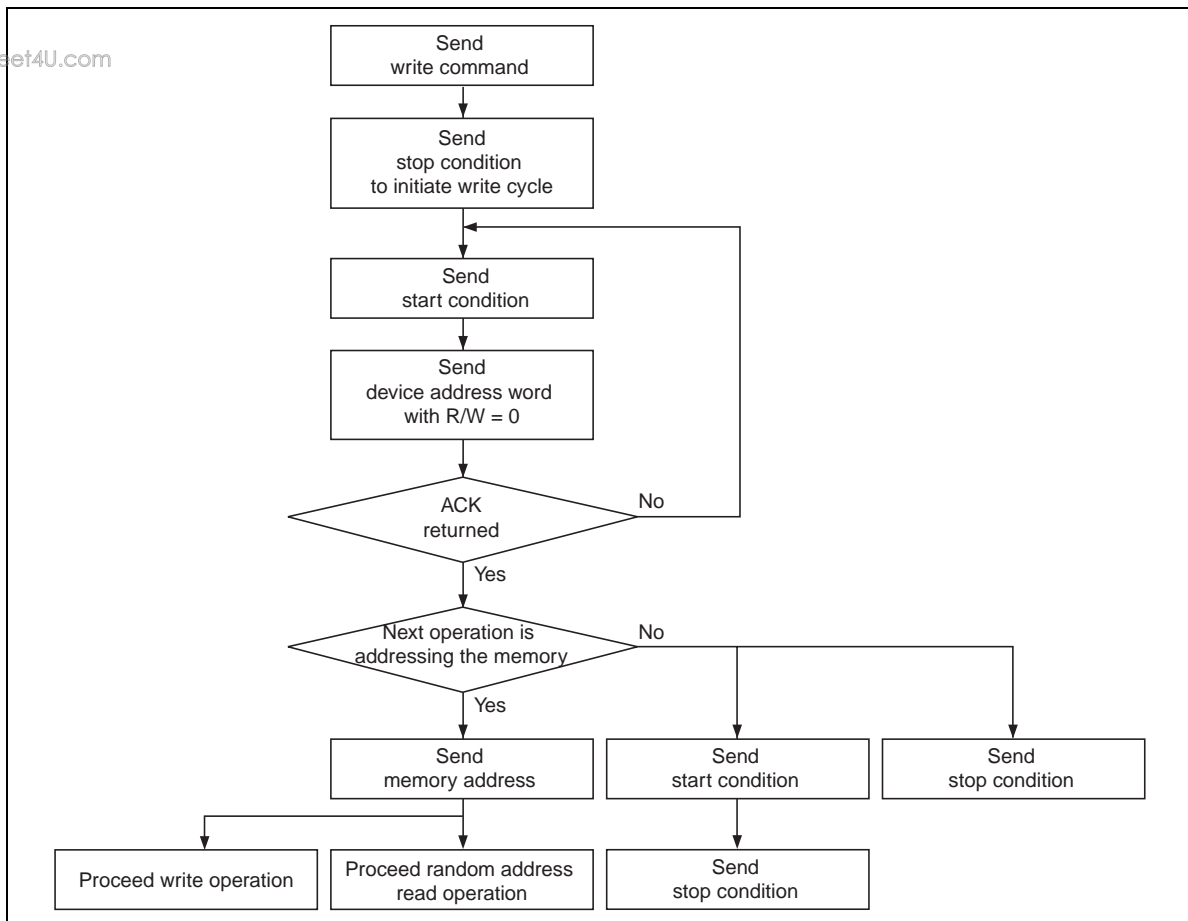 eet4U.com
Send
write command
Send
stop condition
to initiate write cycle
Send
start condition
Send
device address word
with R/W = 0
ACK
returned
No
Yes
Next operation is
addressing the memory
No
Yes
Send
memory address
Send
start condition
Send
stop condition
Proceed write operation
Proceed random address
read operation
Send
stop condition